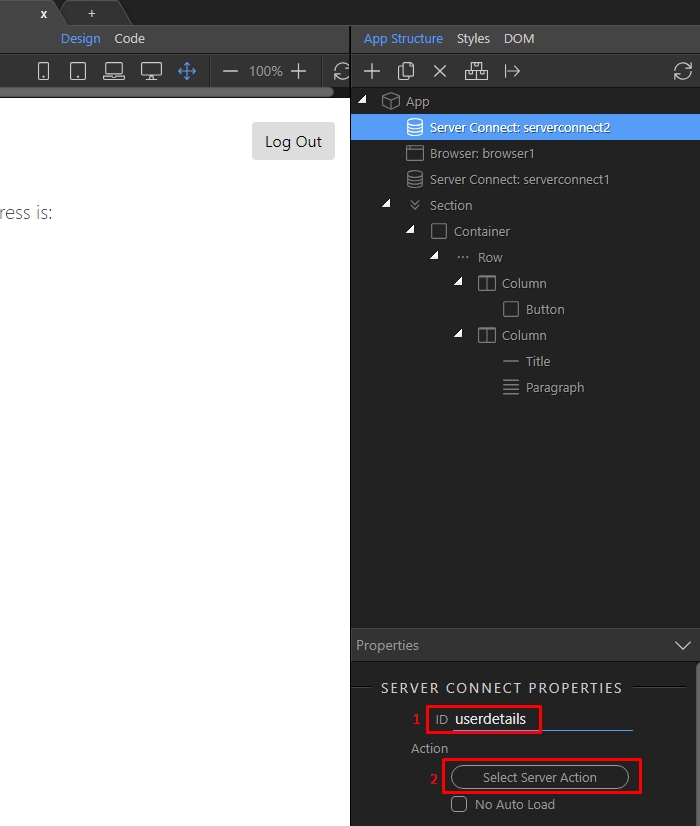 x
+
Design Code
App Structure Styles DOM
100%
App
Server Connect: serverconnect2
Log Out
Browser: browser1
Server Connect: serverconnect1
ress is:
Section
Container
Row
Column
Button
Column
Title
Paragraph
Properties
SERVER CONNECT PROPERTIES
1 ID userdetails
Action
2 Select Server Action
No Auto Load